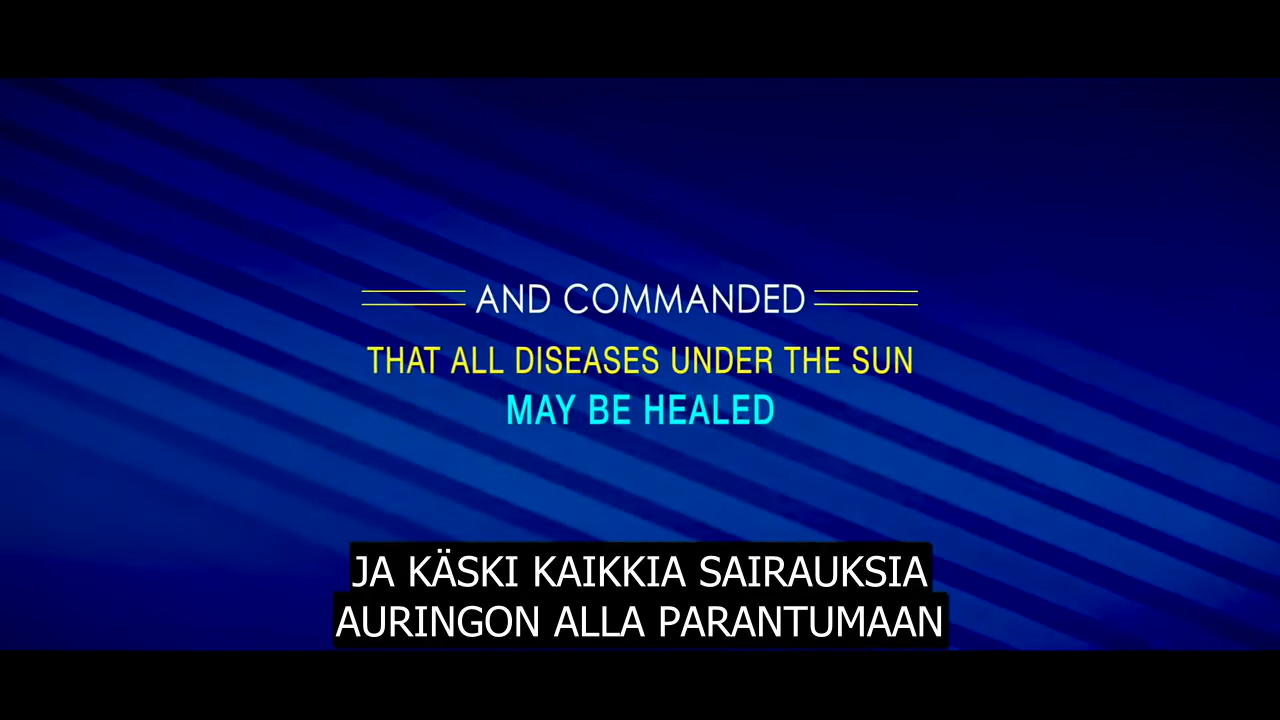 AND COMMANDED
THAT ALL DISEASES UNDER THE SUN
MAY BE HEALED
JA KÄSKI KAIKKIA SAIRAUKSIA
AURINGON ALLA PARANTUMAAN